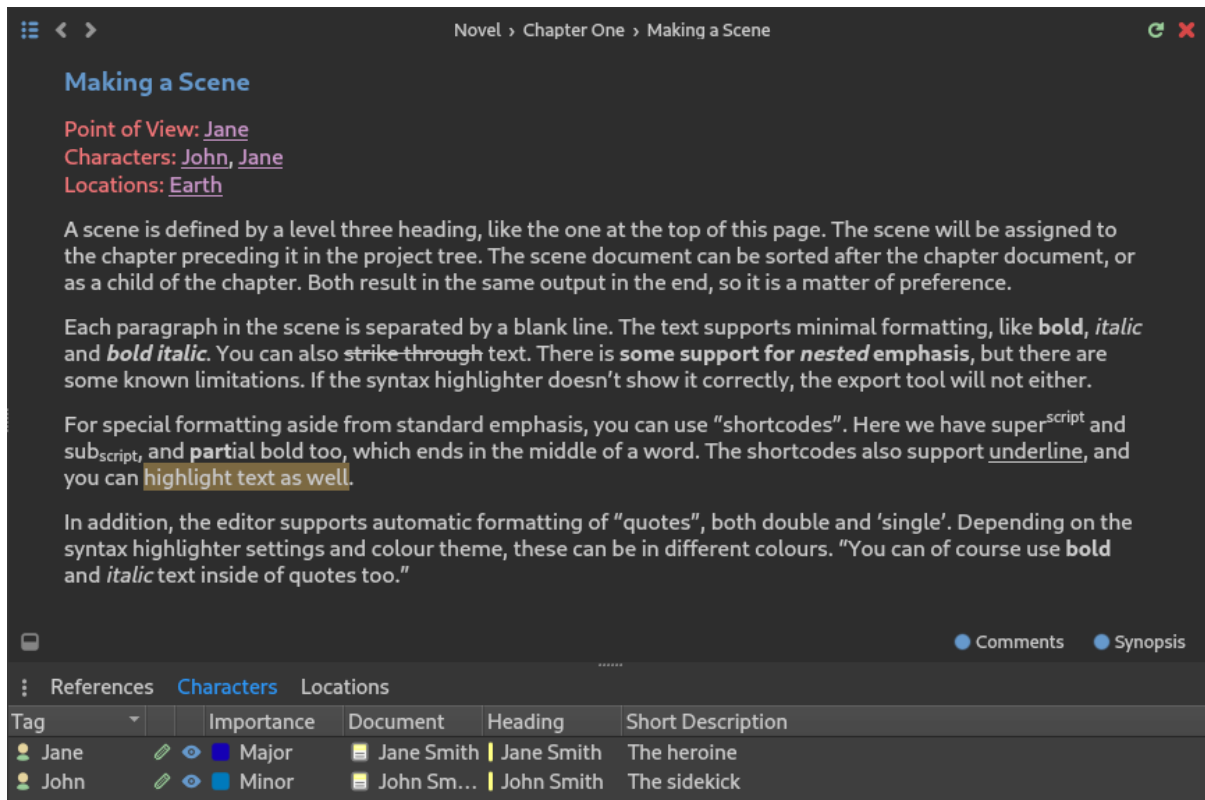 Novel › Chapter One › Making a Scene
Making a Scene
Point of View: Jane
Characters: John, Jane
Locations: Earth
A scene is defined by a level three heading, like the one at the top of this page. The scene will be assigned to
the chapter preceding it in the project tree. The scene document can be sorted after the chapter document, or
as a child of the chapter. Both result in the same output in the end, so it is a matter of preference.
Each paragraph in the scene is separated by a blank line. The text supports minimal formatting, like bold, italic
and bold italic. You can also strike through text. There is some support for nested emphasis, but there are
some known limitations. If the syntax highlighter doesn’t show it correctly, the export tool will not either.
For special formatting aside from standard emphasis, you can use “shortcodes”. Here we have superscript and
subscript, and partial bold too, which ends in the middle of a word. The shortcodes also support underline, and
you can highlight text as well.
In addition, the editor supports automatic formatting of “quotes”, both double and ‘single’. Depending on the
syntax highlighter settings and colour theme, these can be in different colours. “You can of course use bold
and italic text inside of quotes too.”
Comments Synopsis
References Characters Locations
Tag Importance Document Heading Short Description
Jane Major Jane Smith Jane Smith The heroine
John Minor John Sm... John Smith The sidekick